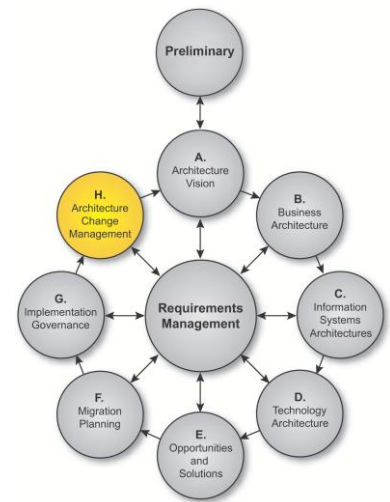 Preliminary
A.
Architecture
Vision
B.
Business
Architecture
C.
Information
Systems
Architectures
D.
Technology
Architecture
E.
Opportunities
and
Solutions
F.
Migration
Planning
G.
Implementation
Governance
H.
Architecture
Change
Management
Requirements
Management